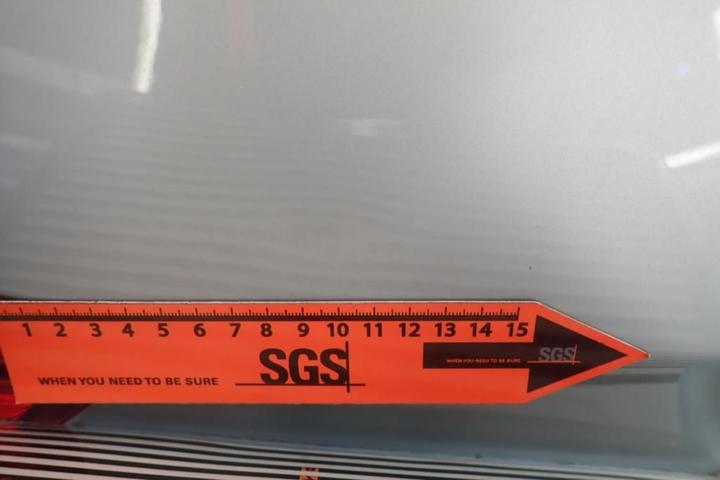 1 2 3 4 5 6 7 8 9 10 11 12 13 14 15
WHEN YOU NEED TO BE SURE SGS
WHEN YOU NEED TO BE SURE SGS